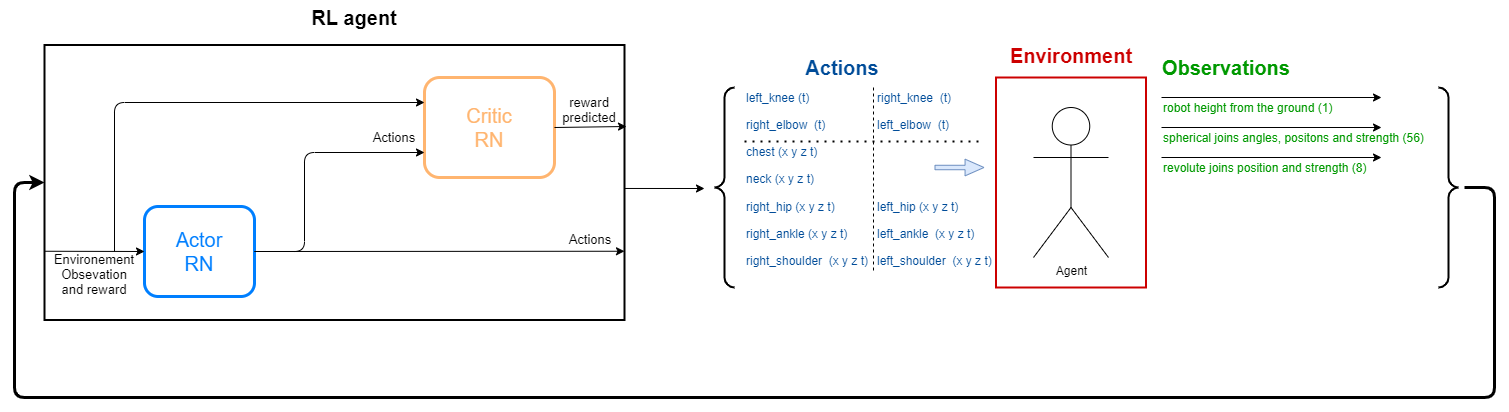 RL agent
Critic
RN
reward
predicted
Actions
Actor
RN
Actions
Environement
Obsevation
and reward
Actions
left_knee (t)
right_knee (t)
right_elbow (t)
left_elbow (t)
chest (x y z t)
neck (x y z t)
right_hip (x y z t)
left_hip (x y z t)
right_ankle (x y z t)
left_ankle (x y z t)
right_shoulder (x y z t)
left_shoulder (x y z t)
Environment
Agent
Observations
robot height from the ground (1)
spherical joins angles, positons and strength (56)
revolute joins position and strength (8)